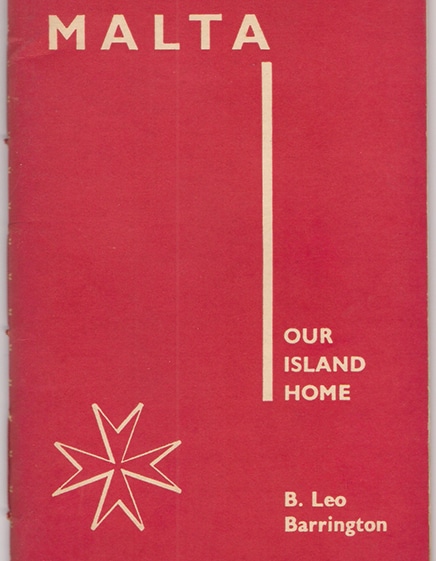 MALTA
OUR
ISLAND
HOME
B. Leo
Barrington